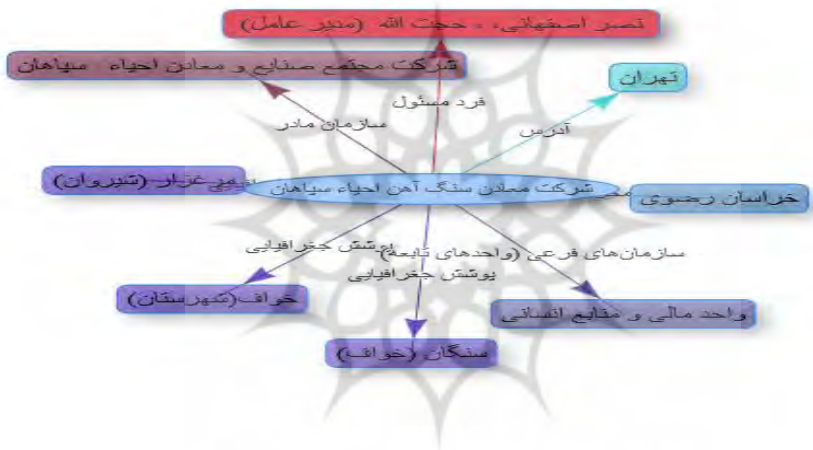 نصر اصفهانی، - حجت الله (مدیر عامل)
شرکت مجتمع صنایع و معادن احیاء سپاهان
تهران
فرد مسئول
سازمان مادر
آدرس
شرکت معادن سنگ آهن احیاء سپاهان
(شیروان)
خراسان رضوی
پوشش جغرافیایی
سازمان‌های فرعی (واحدهای تابعه)
پوشش جغرافیایی
خواف(شهرستان)
واحد مالی و منابع انسانی
سنگان (خواف)